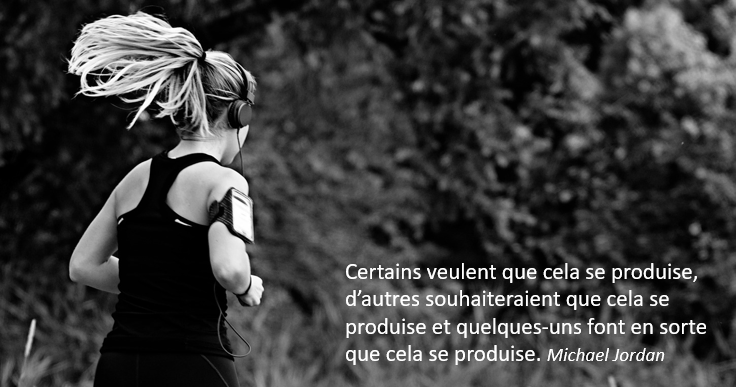 Certains veulent que cela se produise,
d’autres souhaiteraient que cela se
produise et quelques-uns font en sorte
que cela se produise. Michael Jordan